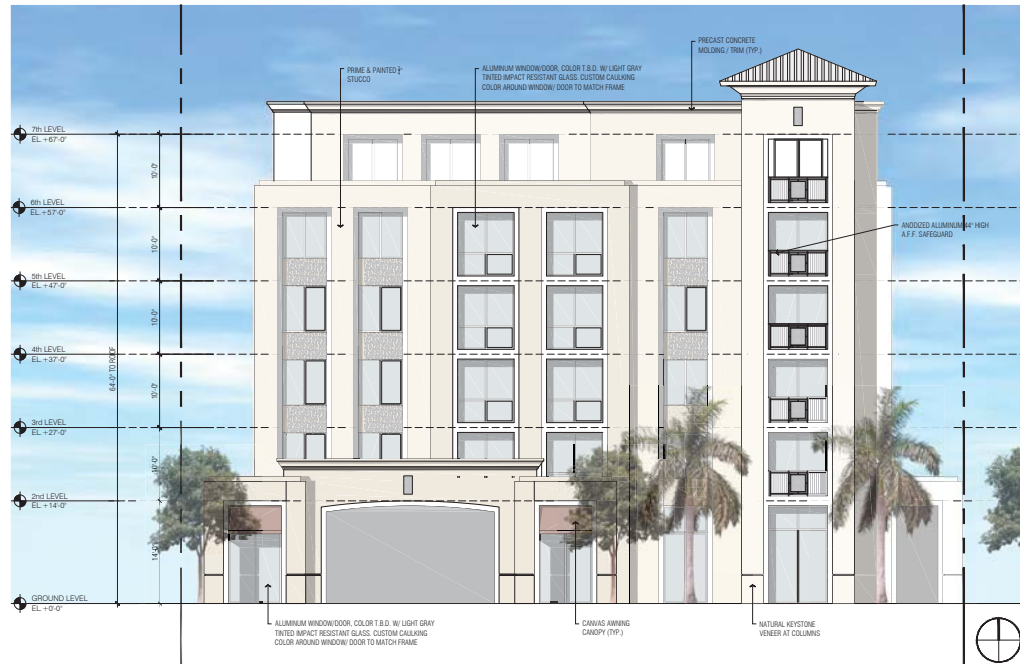 PRECAST CONCRETE
MOLDING / TRIM (TYP.)
PRIME & PAINTED
STUCCO
ALUMINUM WINDOW/DOOR, COLOR T.B.D. W/ LIGHT GRAY
TINTED IMPACT RESISTANT GLASS. CUSTOM CAULKING
COLOR AROUND WINDOW/ DOOR TO MATCH FRAME
7th LEVEL
EL. +67'-0"
10'-0"
6th LEVEL
EL. +57'-0"
ANODIZED ALUMINUM 44" HIGH
A.F.F. SAFEGUARD
10'-0"
5th LEVEL
EL. +47'-0"
10'-0"
4th LEVEL
EL. +37'-0"
64'-0" TO ROOF
10'-0"
3rd LEVEL
EL. +27'-0"
10'-0"
2nd LEVEL
EL. +14'-0"
14'-0"
GROUND LEVEL
EL. +0'-0"
ALUMINUM WINDOW/DOOR, COLOR T.B.D. W/ LIGHT GRAY
TINTED IMPACT RESISTANT GLASS. CUSTOM CAULKING
COLOR AROUND WINDOW/ DOOR TO MATCH FRAME
CANVAS AWNING
CANOPY (TYP.)
NATURAL KEYSTONE
VENEER AT COLUMNS